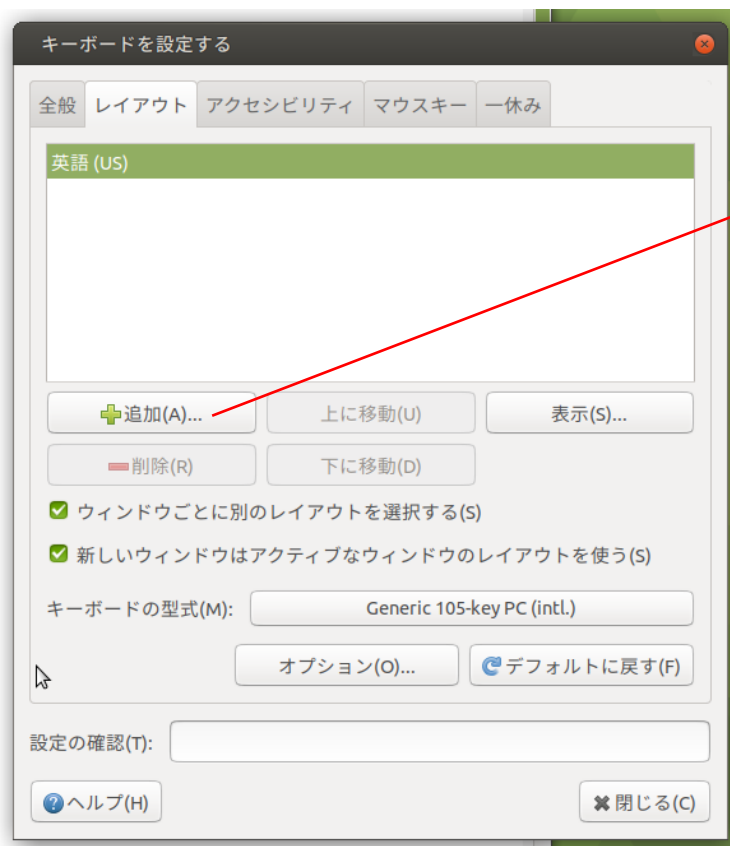 キーボードを設定する
全般 レイアウト アクセシビリティ マウスキー 一休み
英語 (US)
追加(A)... 上に移動(U) 表示(S)...
削除(R) 下に移動(D)
ウィンドウごとに別のレイアウトを選択する(S)
新しいウィンドウはアクティブなウィンドウのレイアウトを使う(S)
キーボードの型式(M): Generic 105-key PC (intl.)
オプション(O)... デフォルトに戻す(F)
設定の確認(T):
ヘルプ(H) 閉じる(C)